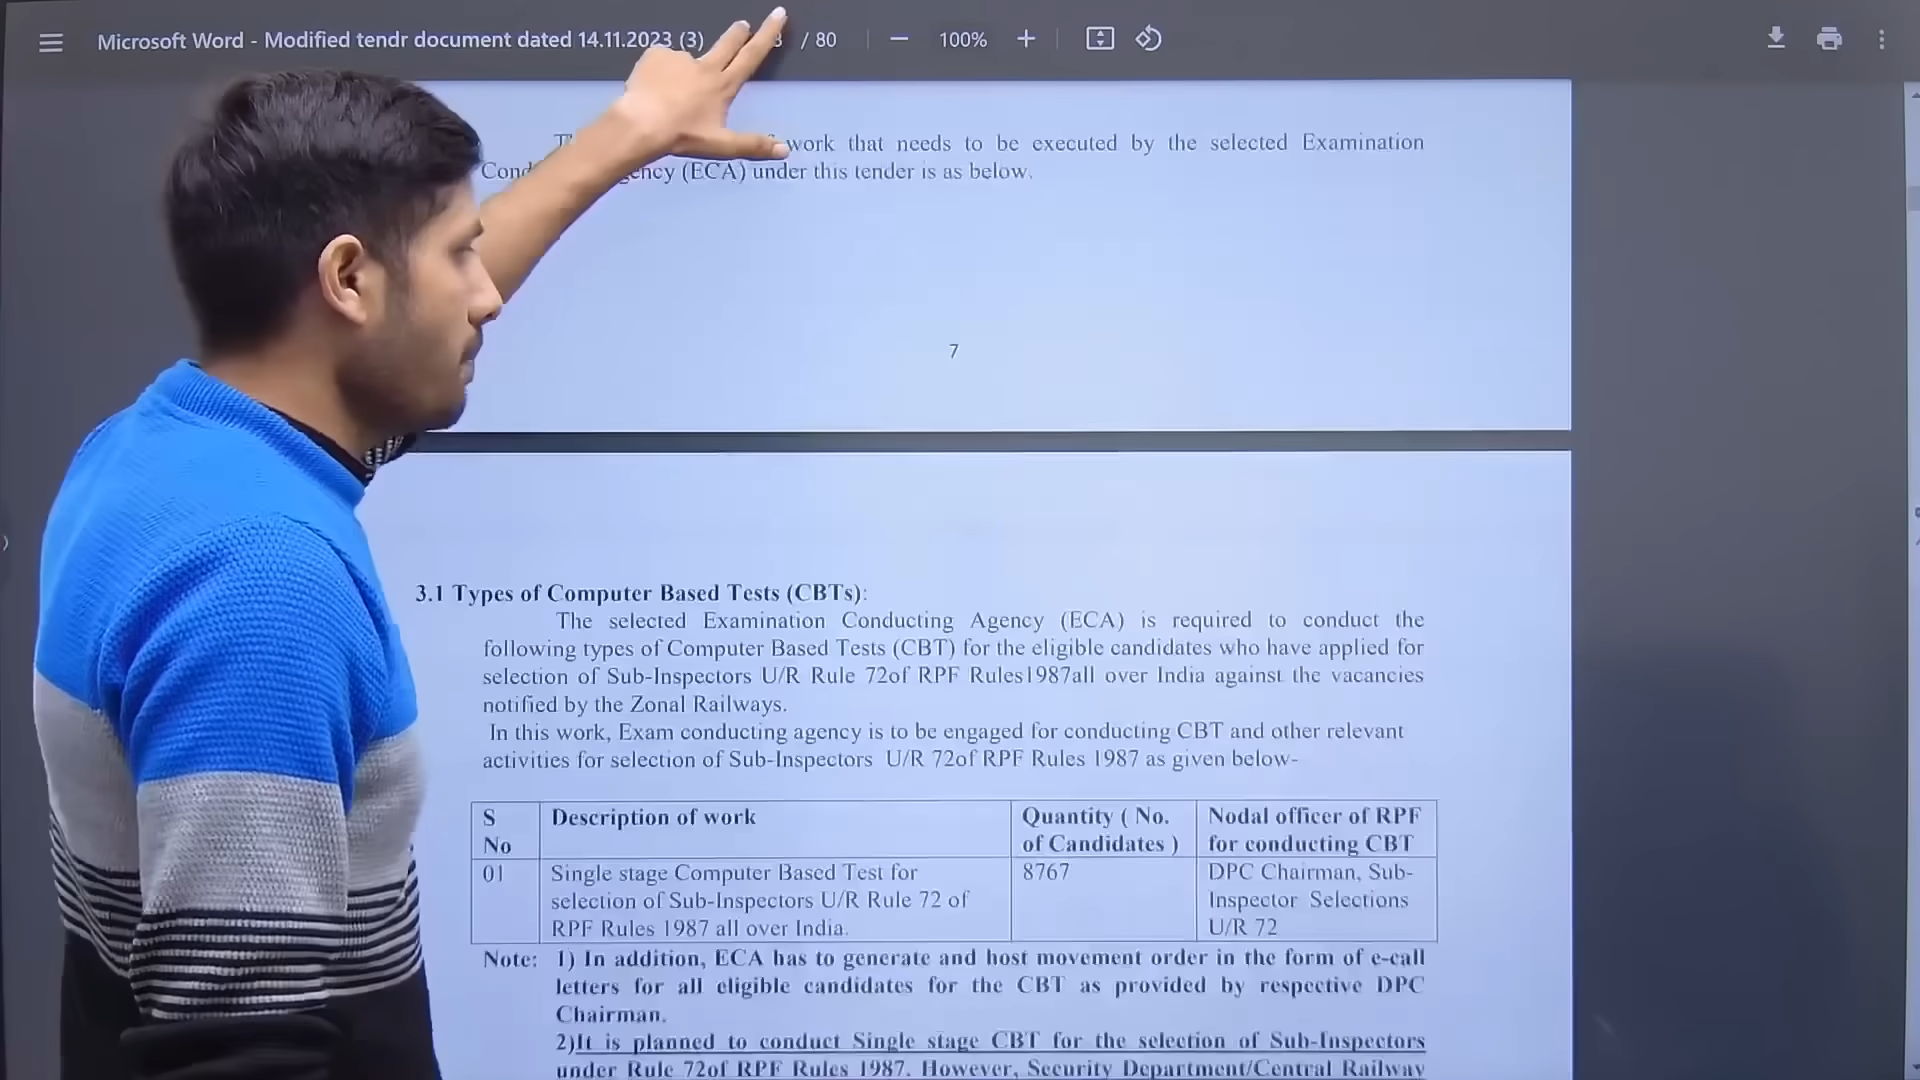 Microsoft Word - Modified tendr document dated 14.11.2023 (3) / 80 100%
work that needs to be executed by the selected Examination
(ECA) under this tender is as below.
7
3.1 Types of Computer Based Tests (CBTs):
The selected Examination Conducting Agency (ECA) is required to conduct the
following types of Computer Based Tests (CBT) for the eligible candidates who have applied for
selection of Sub-Inspectors U/R Rule 72of RPF Rules1987all over India against the vacancies
notified by the Zonal Railways.
In this work, Exam conducting agency is to be engaged for conducting CBT and other relevant
activities for selection of Sub-Inspectors U/R 72of RPF Rules 1987 as given below-
S No
Description of work
Quantity ( No. of Candidates )
Nodal officer of RPF for conducting CBT
01
Single stage Computer Based Test for
selection of Sub-Inspectors U/R Rule 72 of
RPF Rules 1987 all over India.
8767
DPC Chairman, Sub-
Inspector Selections
U/R 72
Note: 1) In addition, ECA has to generate and host movement order in the form of e-call
letters for all eligible candidates for the CBT as provided by respective DPC
Chairman.
2)It is planned to conduct Single stage CBT for the selection of Sub-Inspectors
under Rule 72of RPF Rules 1987. However, Security Department/Central Railway